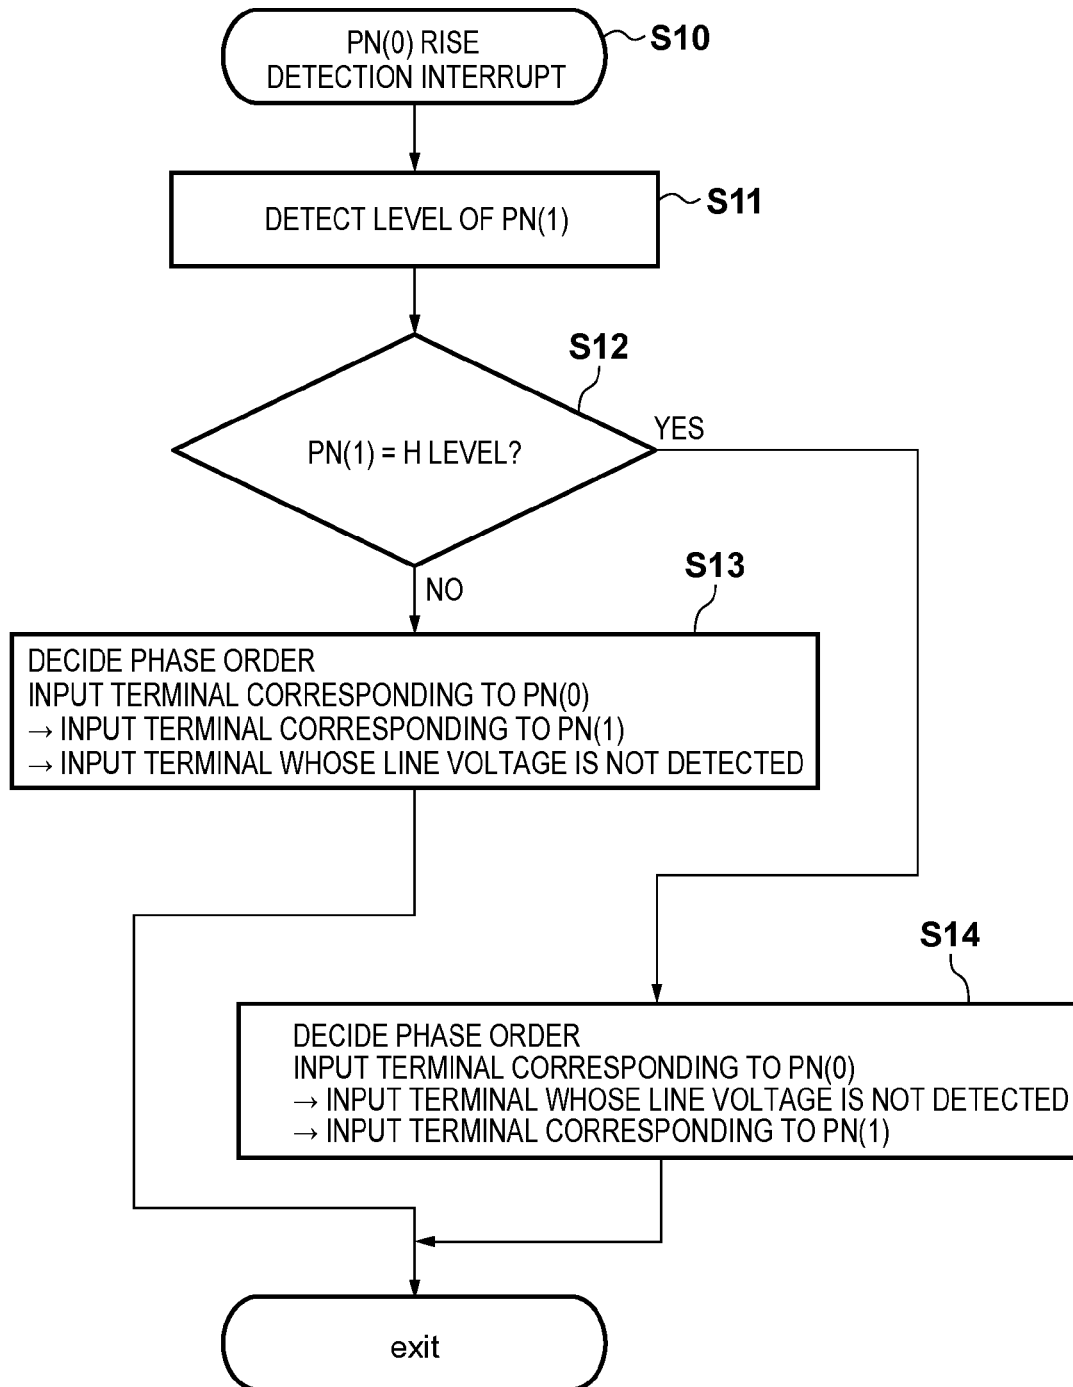 PN(0) RISE
DETECTION INTERRUPT
S10
DETECT LEVEL OF PN(1)
S11
S12
PN(1) = H LEVEL?
YES
NO
S13
DECIDE PHASE ORDER
INPUT TERMINAL CORRESPONDING TO PN(0)
→ INPUT TERMINAL CORRESPONDING TO PN(1)
→ INPUT TERMINAL WHOSE LINE VOLTAGE IS NOT DETECTED
S14
DECIDE PHASE ORDER
INPUT TERMINAL CORRESPONDING TO PN(0)
→ INPUT TERMINAL WHOSE LINE VOLTAGE IS NOT DETECTED
→ INPUT TERMINAL CORRESPONDING TO PN(1)
exit